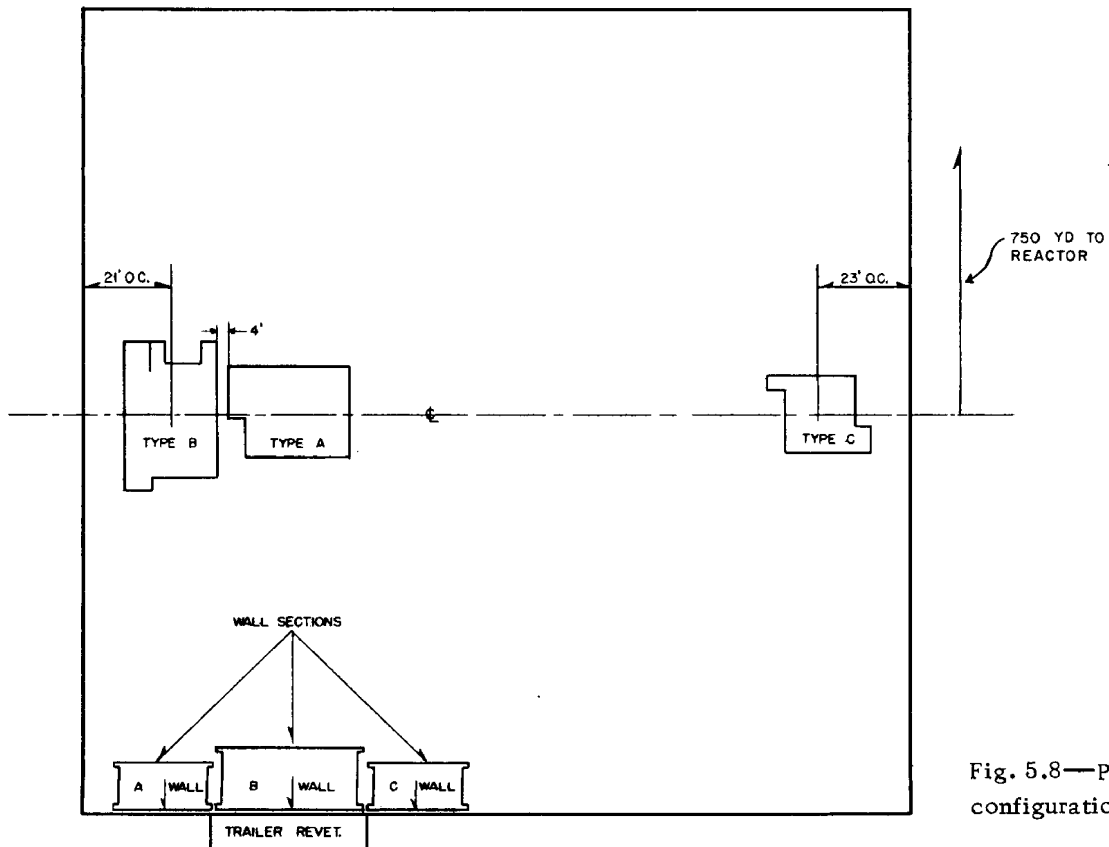 750 YD TO
REACTOR
21' O.C.
23' O.C.
4'
℄
TYPE B
TYPE A
TYPE C
WALL SECTIONS
A WALL
B WALL
C WALL
TRAILER REVET.
Fig. 5.8—P
configuratio